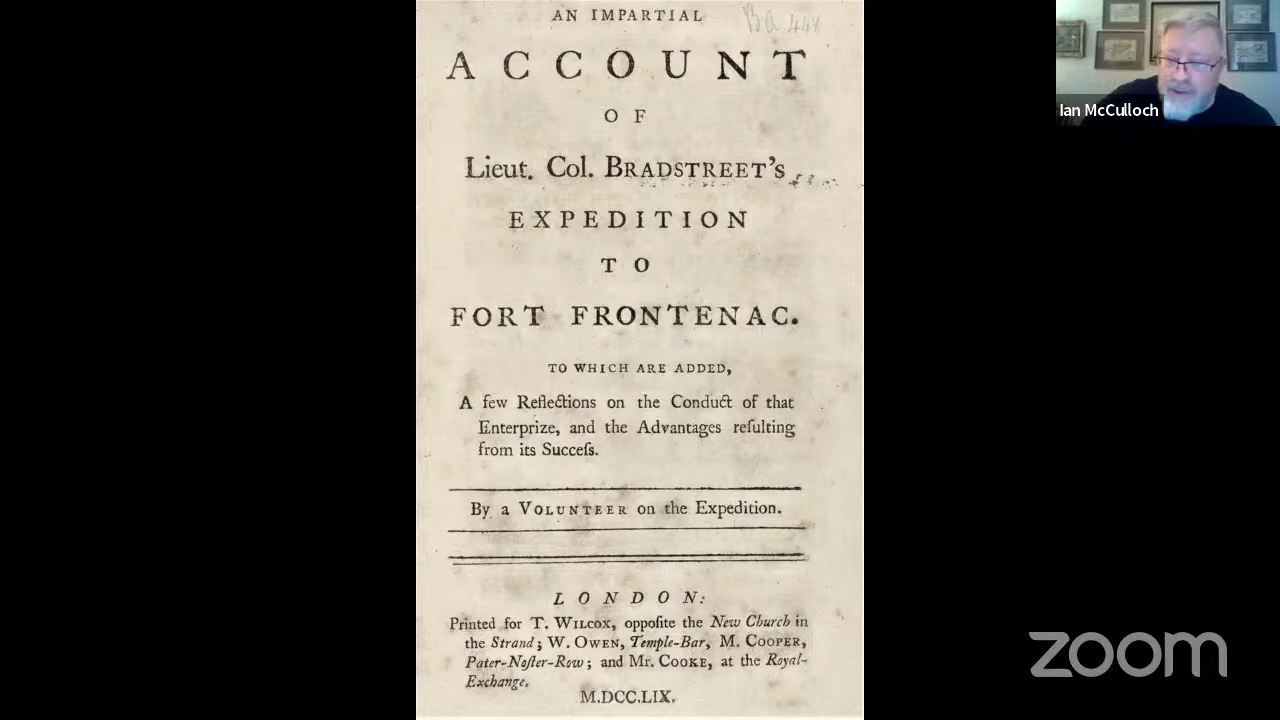 AN IMPARTIAL
ACCOUNT
OF
Lieut. Col. BRADSTREET's
EXPEDITION
TO
FORT FRONTENAC.
TO WHICH ARE ADDED,
A few Reflections on the Conduct of that
Enterprize, and the Advantages reſulting
from its Succeſs.
By a VOLUNTEER on the Expedition.
LONDON:
Printed for T. WILCOX, oppoſite the New Church in
the Strand; W. OWEN, Temple-Bar, M. COOPER,
Pater-Noſter-Row; and Mr. COOKE, at the Royal-
Exchange.
M.DCC.LIX.
Ian McCulloch
zoom